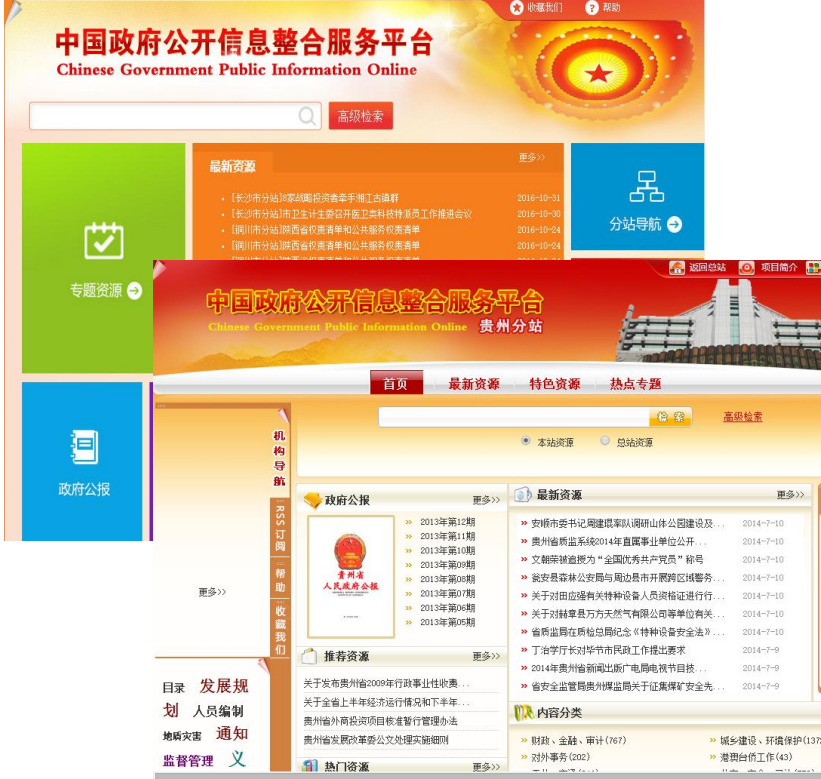 收藏我们 帮助
中国政府公开信息整合服务平台
Chinese Government Public Information Online
高级检索
最新资源 更多>>
[长沙市分站]8家战略投资者牵手湘江古镇群 2016-10-31
[长沙市分站]市卫生计生委召开医卫类科技特派员工作推进会议 2016-10-30
[铜川市分站]陕西省权责清单和公共服务权责清单 2016-10-24
[铜川市分站]陕西省权责清单和公共服务权责清单 2016-10-24
专题资源
分站导航
政府公报
返回总站 项目简介
中国政府公开信息整合服务平台
Chinese Government Public Information Online 贵州分站
首页 最新资源 特色资源 热点专题
检 索 高级检索
本站资源 总站资源
机构导航
RSS订阅
帮助
收藏我们
更多>>
目录 发展规
划 人员编制
地质灾害 通知
监督管理 义
政府公报 更多>>
贵州省
人民政府公报
2013年第12期
2013年第11期
2013年第10期
2013年第09期
2013年第08期
2013年第07期
2013年第06期
2013年第05期
最新资源 更多>>
安顺市委书记周建琨率队调研山体公园建设及... 2014-7-10
贵州省质监系统2014年直属事业单位公开... 2014-7-10
文朝荣被追授为“全国优秀共产党员”称号 2014-7-10
瓮安县森林公安局与周边县市开展跨区域警务... 2014-7-10
关于对田应强有关特种设备人员资格证进行行... 2014-7-10
关于对赫章县万方天然气有限公司等单位有关... 2014-7-10
省质监局在质检总局纪念《特种设备安全法》... 2014-7-10
丁治学厅长对毕节市民政工作提出要求 2014-7-9
2014年贵州省新闻出版广电局电视节目技... 2014-7-9
省安全监管局贵州煤监局关于征集煤矿安全先... 2014-7-9
推荐资源 更多>>
关于发布贵州省2009年行政事业性收费...
关于全省上半年经济运行情况和下半年...
贵州省外商投资项目核准暂行管理办法
贵州省发展改革委公文处理实施细则
热门资源 更多>>
内容分类
财政、金融、审计(767) 城乡建设、环境保护(137
对外事务(202) 港澳台侨工作(43)